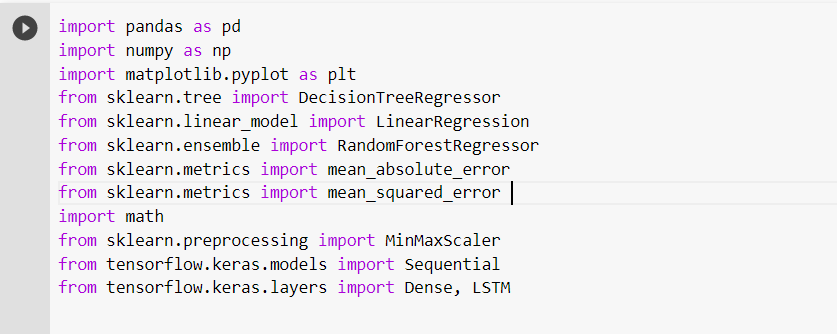 import pandas as pd
import numpy as np
import matplotlib.pyplot as plt
from sklearn.tree import DecisionTreeRegressor
from sklearn.linear_model import LinearRegression
from sklearn.ensemble import RandomForestRegressor
from sklearn.metrics import mean_absolute_error
from sklearn.metrics import mean_squared_error
import math
from sklearn.preprocessing import MinMaxScaler
from tensorflow.keras.models import Sequential
from tensorflow.keras.layers import Dense, LSTM